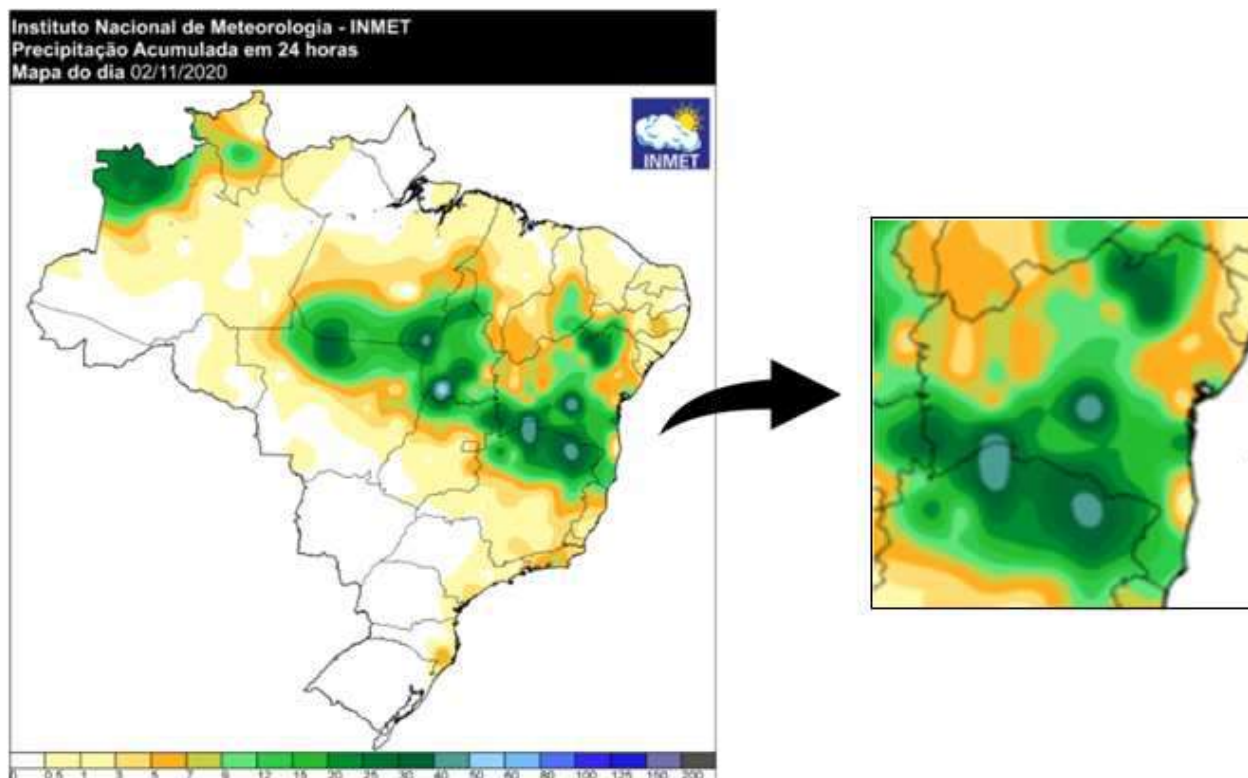 Instituto Nacional de Meteorologia - INMET
Precipitação Acumulada em 24 horas
Mapa do dia 02/11/2020
INMET
0 0.5 1 3 5 7 9 12 15 20 25 30 40 50 60 80 100 125 150 200